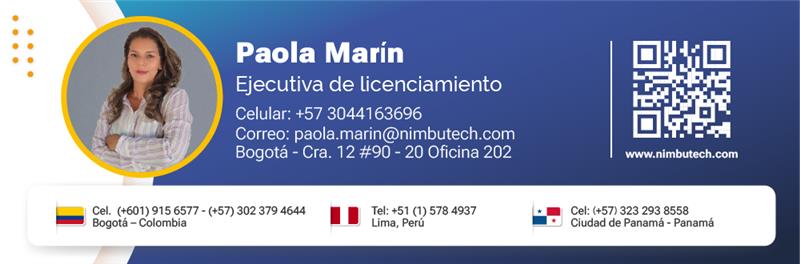 Paola Marín
Ejecutiva de licenciamiento
Celular: +57 3044163696
Correo: paola.marin@nimbutech.com
Bogotá - Cra. 12 #90 - 20 Oficina 202
www.nimbutech.com
Cel. (+601) 915 6577 - (+57) 302 379 4644
Bogotá – Colombia
Tel: +51 (1) 578 4937
Lima, Perú
Cel: (+57) 323 293 8558
Ciudad de Panamá - Panamá